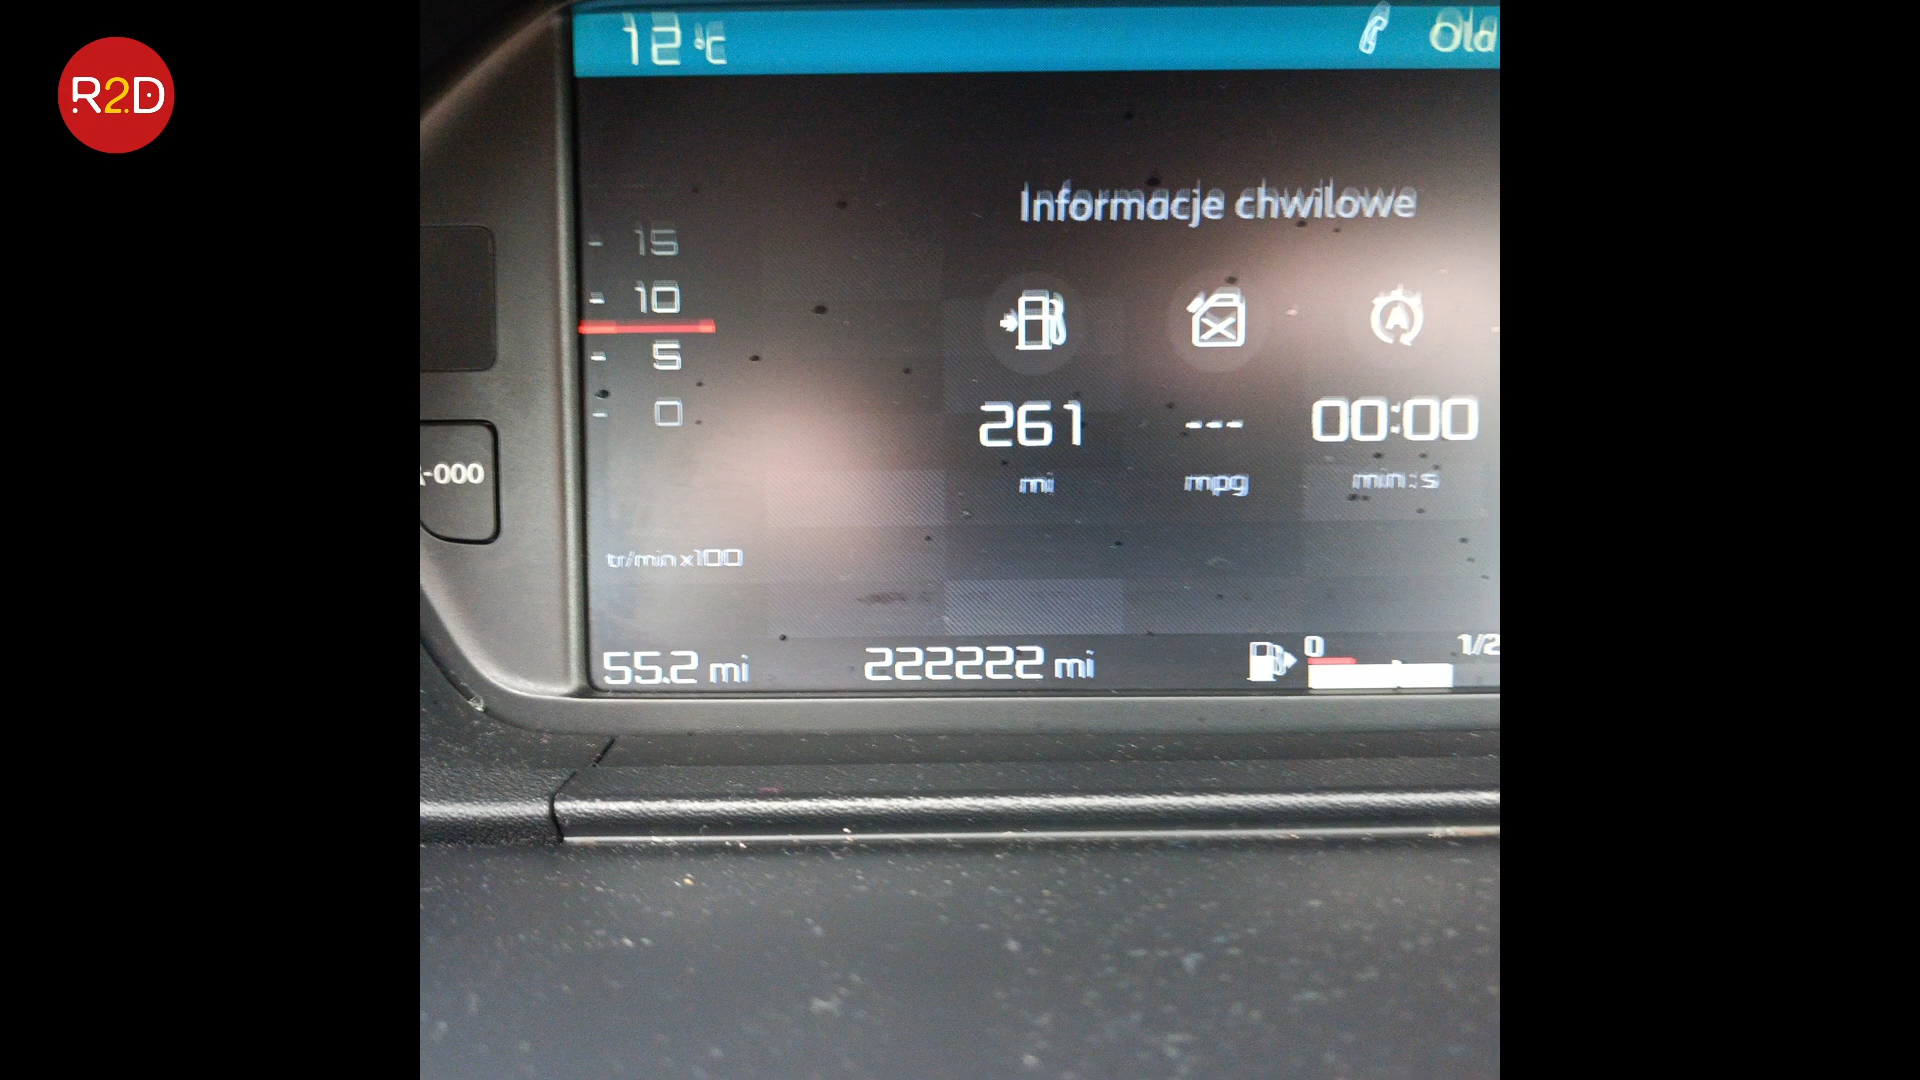 R2D
12 °C
Old
Informacje chwilowe
15
10
5
0
261
---
00:00
mi
mpg
min:s
-000
tr/min x100
55.2 mi
222222 mi
0
1/2